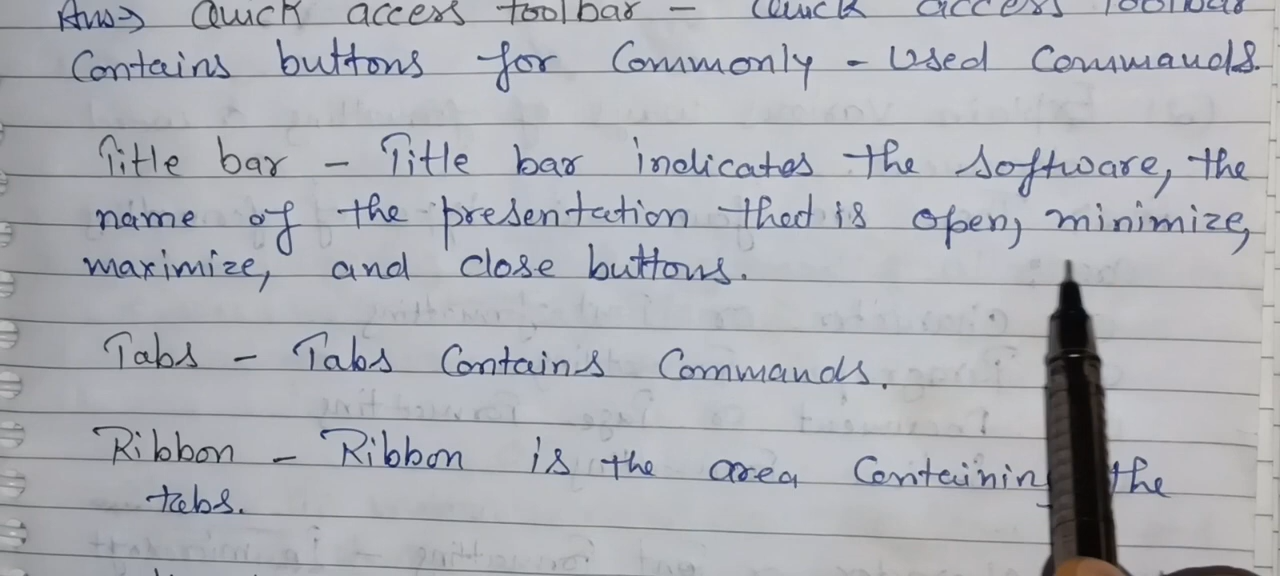 Ans→ Quick access toolbar - Quick access toolbar
Contains buttons for Commonly - Used Commands.
Title bar - Title bar indicates the software, the
name of the presentation that is open, minimize,
maximize, and close buttons.
Tabs - Tabs Contains Commands.
Ribbon - Ribbon is the area Containing the
tabs.